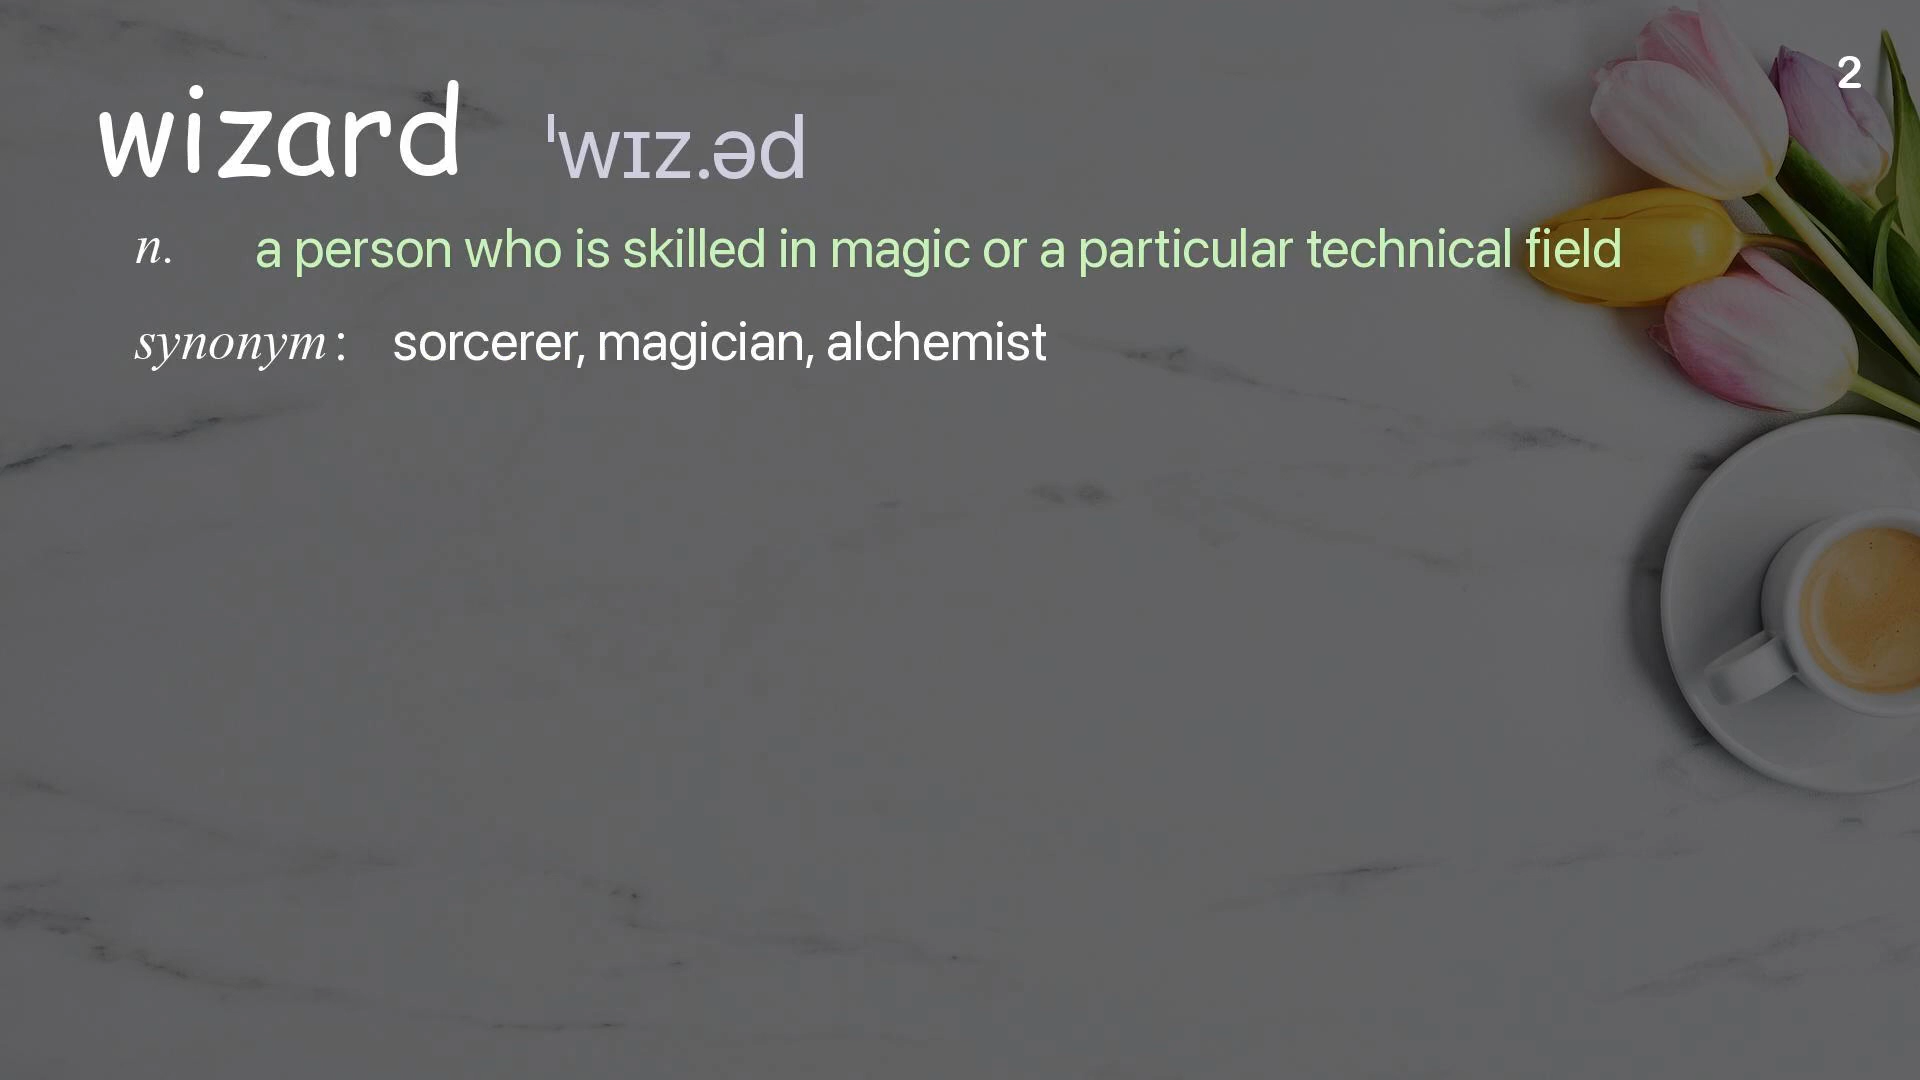 2
wizard ˈwɪz.əd
n. a person who is skilled in magic or a particular technical field
synonym: sorcerer, magician, alchemist